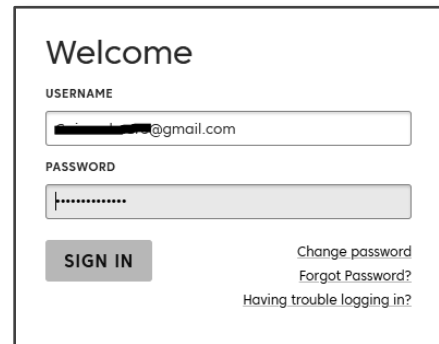 Welcome
USERNAME
@gmail.com
PASSWORD
••••••••••••••
SIGN IN
Change password
Forgot Password?
Having trouble logging in?